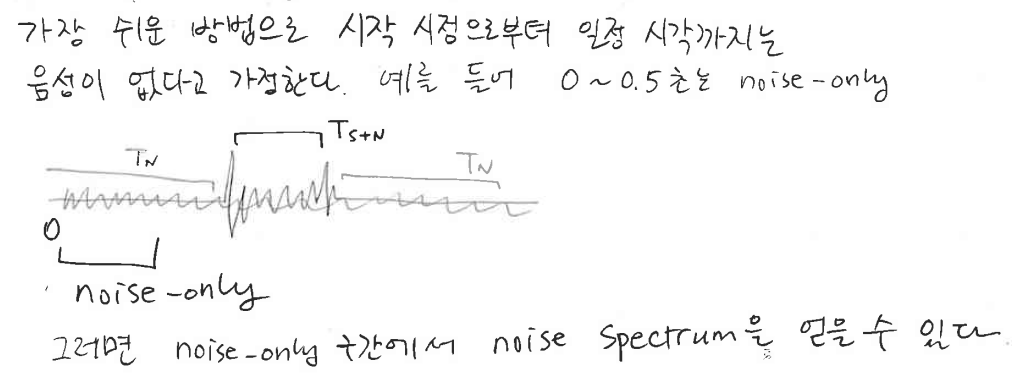 가장 쉬운 방법으로 시작 시점으로부터 일정 시각까지는
음성이 없다고 가정한다. 예를 들어 0~0.5초는 noise-only
T_S+N
T_N T_N
0
noise-only
그러면 noise-only 구간에서 noise spectrum을 얻을 수 있다.